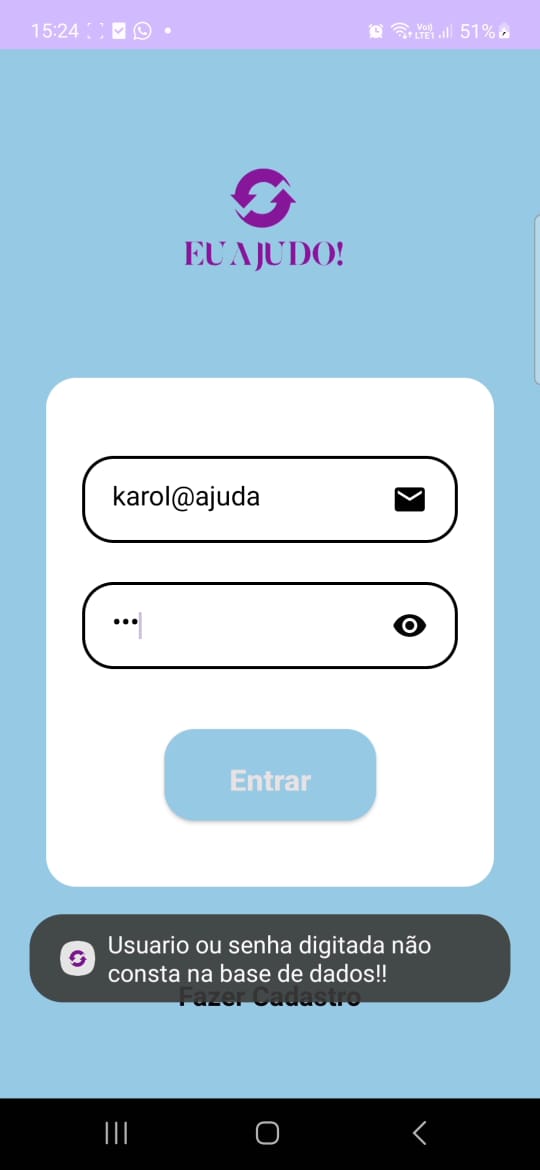 15:24
Vo)) LTE1 51%
EU AJUDO!
karol@ajuda
•••
Entrar
Usuario ou senha digitada não
consta na base de dados!!
Fazer Cadastro